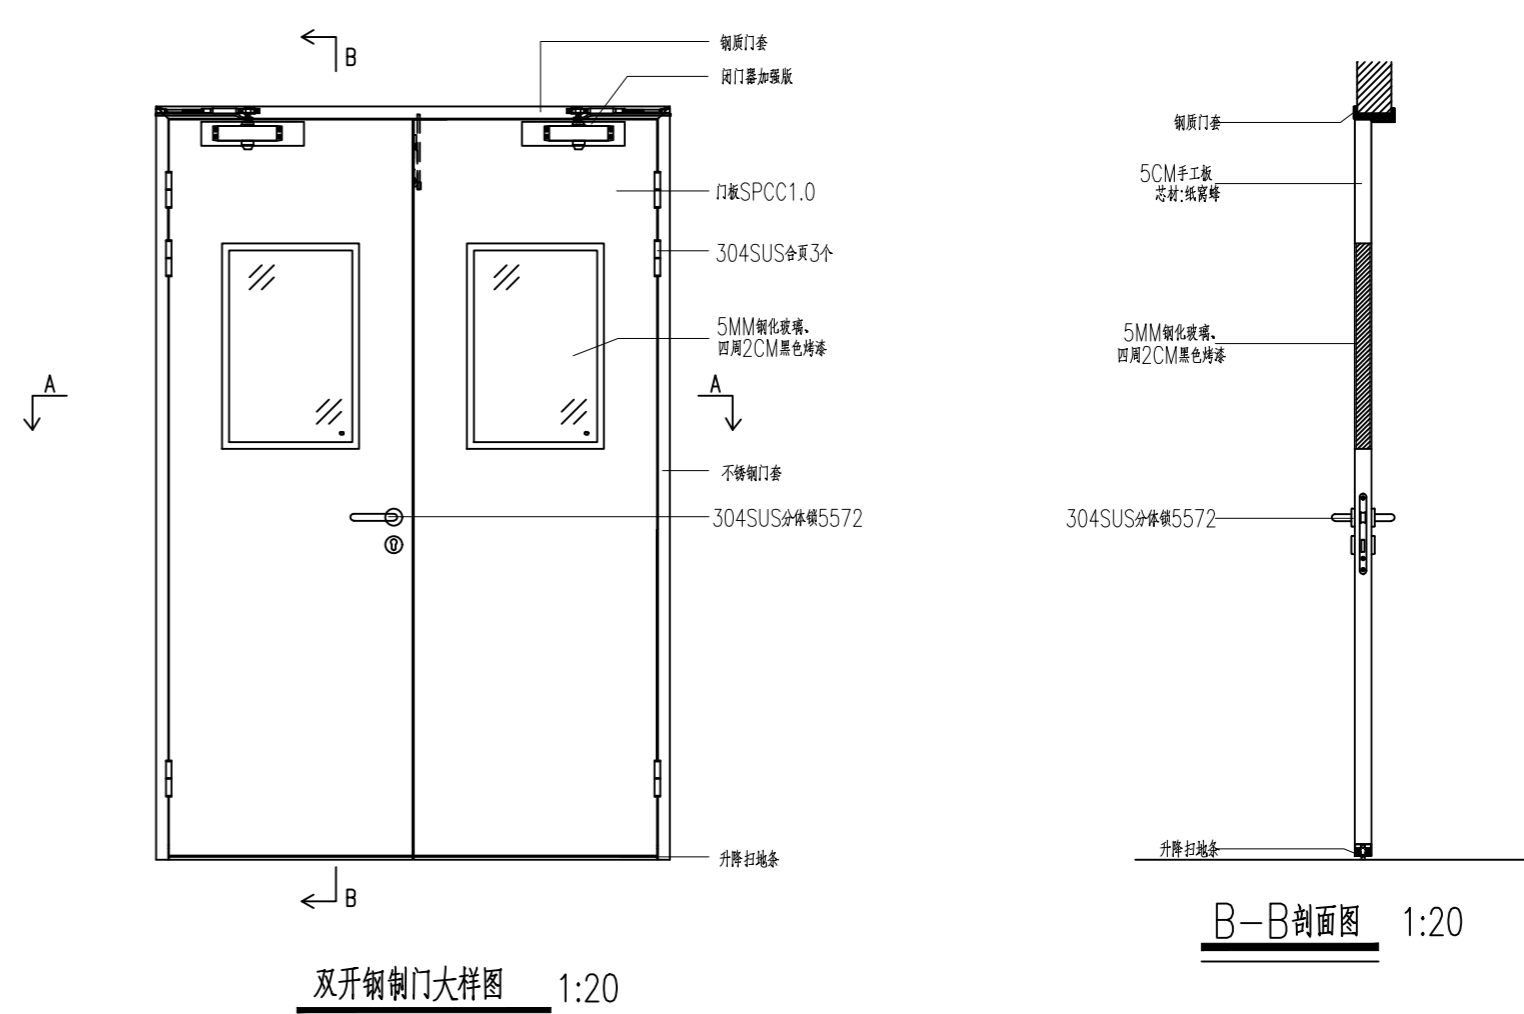 B
钢质门套
闭门器加强版
门板SPCC1.0
304SUS合页3个
5MM钢化玻璃、
四周2CM黑色烤漆
A
A
不锈钢门套
304SUS分体锁5572
升降扫地条
B
双开钢制门大样图 1:20
钢质门套
5CM手工板
芯材:纸窝蜂
5MM钢化玻璃、
四周2CM黑色烤漆
304SUS分体锁5572
升降扫地条
B-B剖面图 1:20